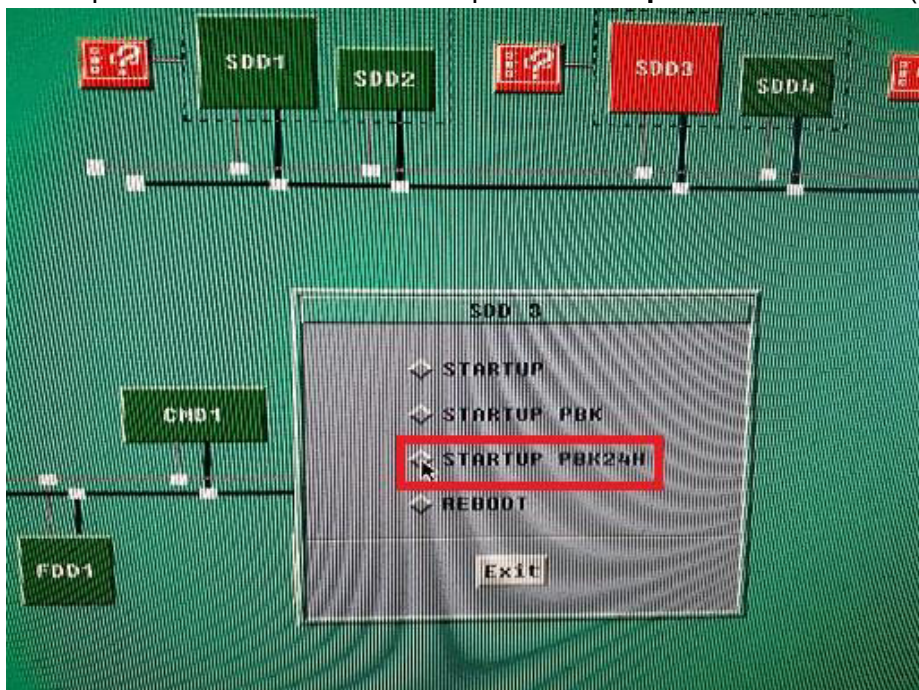 SDD1
SDD2
SDD3
SDD4
SDD 3
STARTUP
CMD1
STARTUP PBK
STARTUP PBK24H
REBOOT
FDD1
Exit